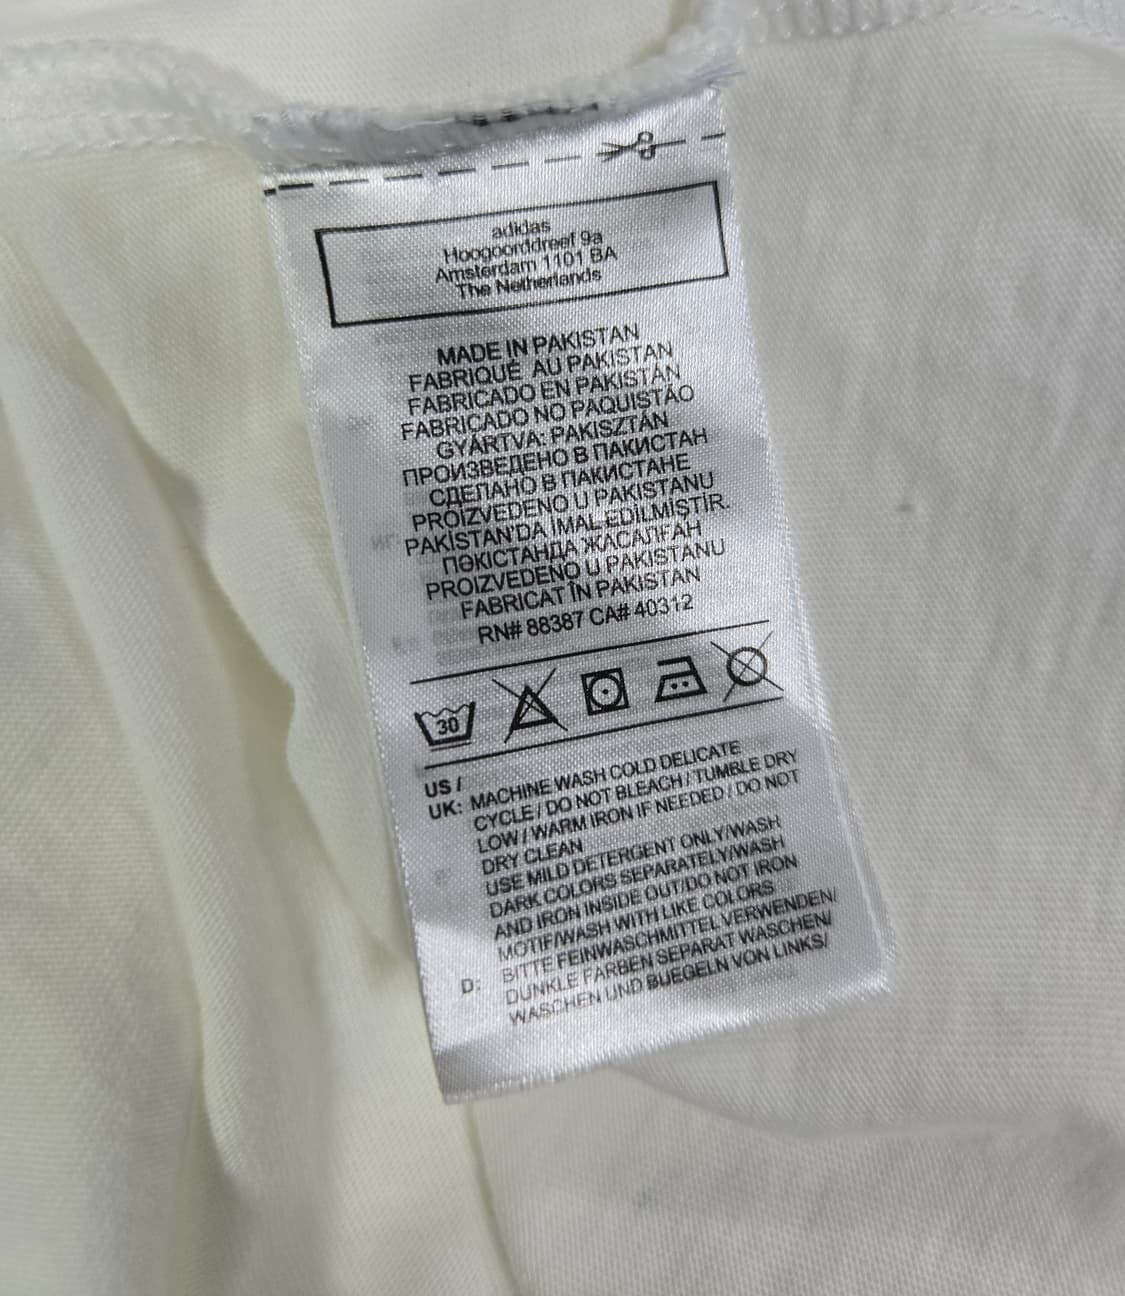 adidas
Hoogoorddreef 9a
Amsterdam 1101 BA
The Netherlands
MADE IN PAKISTAN
FABRIQUÉ AU PAKISTAN
FABRICADO EN PAKISTÁN
FABRICADO NO PAQUISTÃO
GYÁRTVA: PAKISZTÁN
ПРОИЗВЕДЕНО В ПАКИСТАН
СДЕЛАНО В ПАКИСТАНЕ
PROIZVEDENO U PAKISTANU
PAKİSTAN'DA İMAL EDİLMİŞTİR.
ПӘКІСТАНДА ЖАСАЛҒАН
PROIZVEDENO U PAKISTANU
FABRICAT ÎN PAKISTAN
RN# 88387 CA# 40312
30
US /
UK: MACHINE WASH COLD DELICATE
CYCLE / DO NOT BLEACH / TUMBLE DRY
LOW / WARM IRON IF NEEDED / DO NOT
DRY CLEAN
USE MILD DETERGENT ONLY/WASH
DARK COLORS SEPARATELY/WASH
AND IRON INSIDE OUT/DO NOT IRON
MOTIF/WASH WITH LIKE COLORS
D: BITTE FEINWASCHMITTEL VERWENDEN/
DUNKLE FARBEN SEPARAT WASCHEN/
WASCHEN UND BUEGELN VON LINKS/